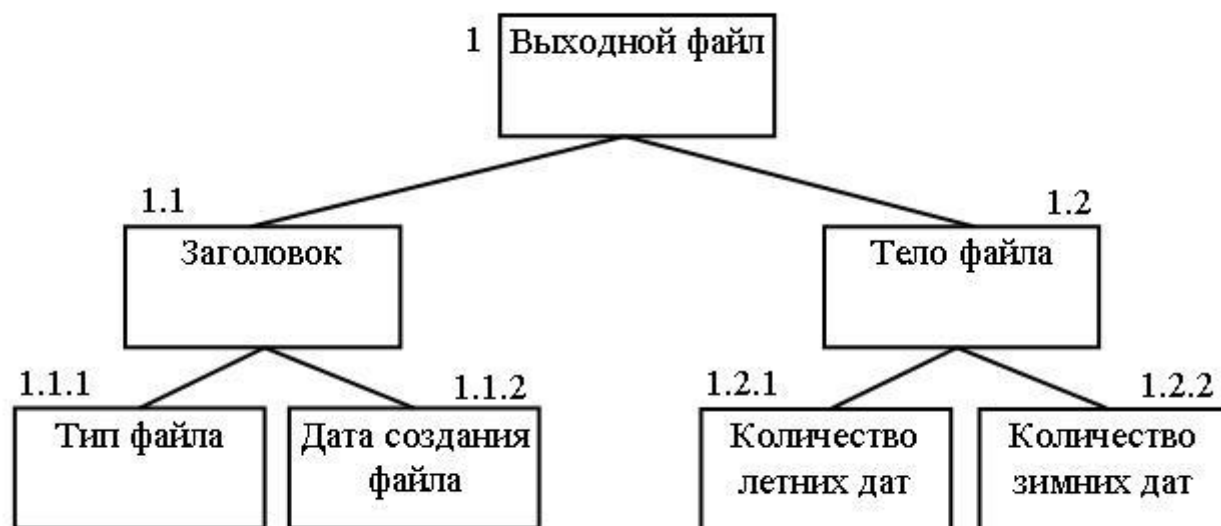 1 Выходной файл
1.1
1.2
Заголовок
Тело файла
1.1.1
1.1.2
1.2.1
1.2.2
Тип файла
Дата создания
файла
Количество
летних дат
Количество
зимних дат